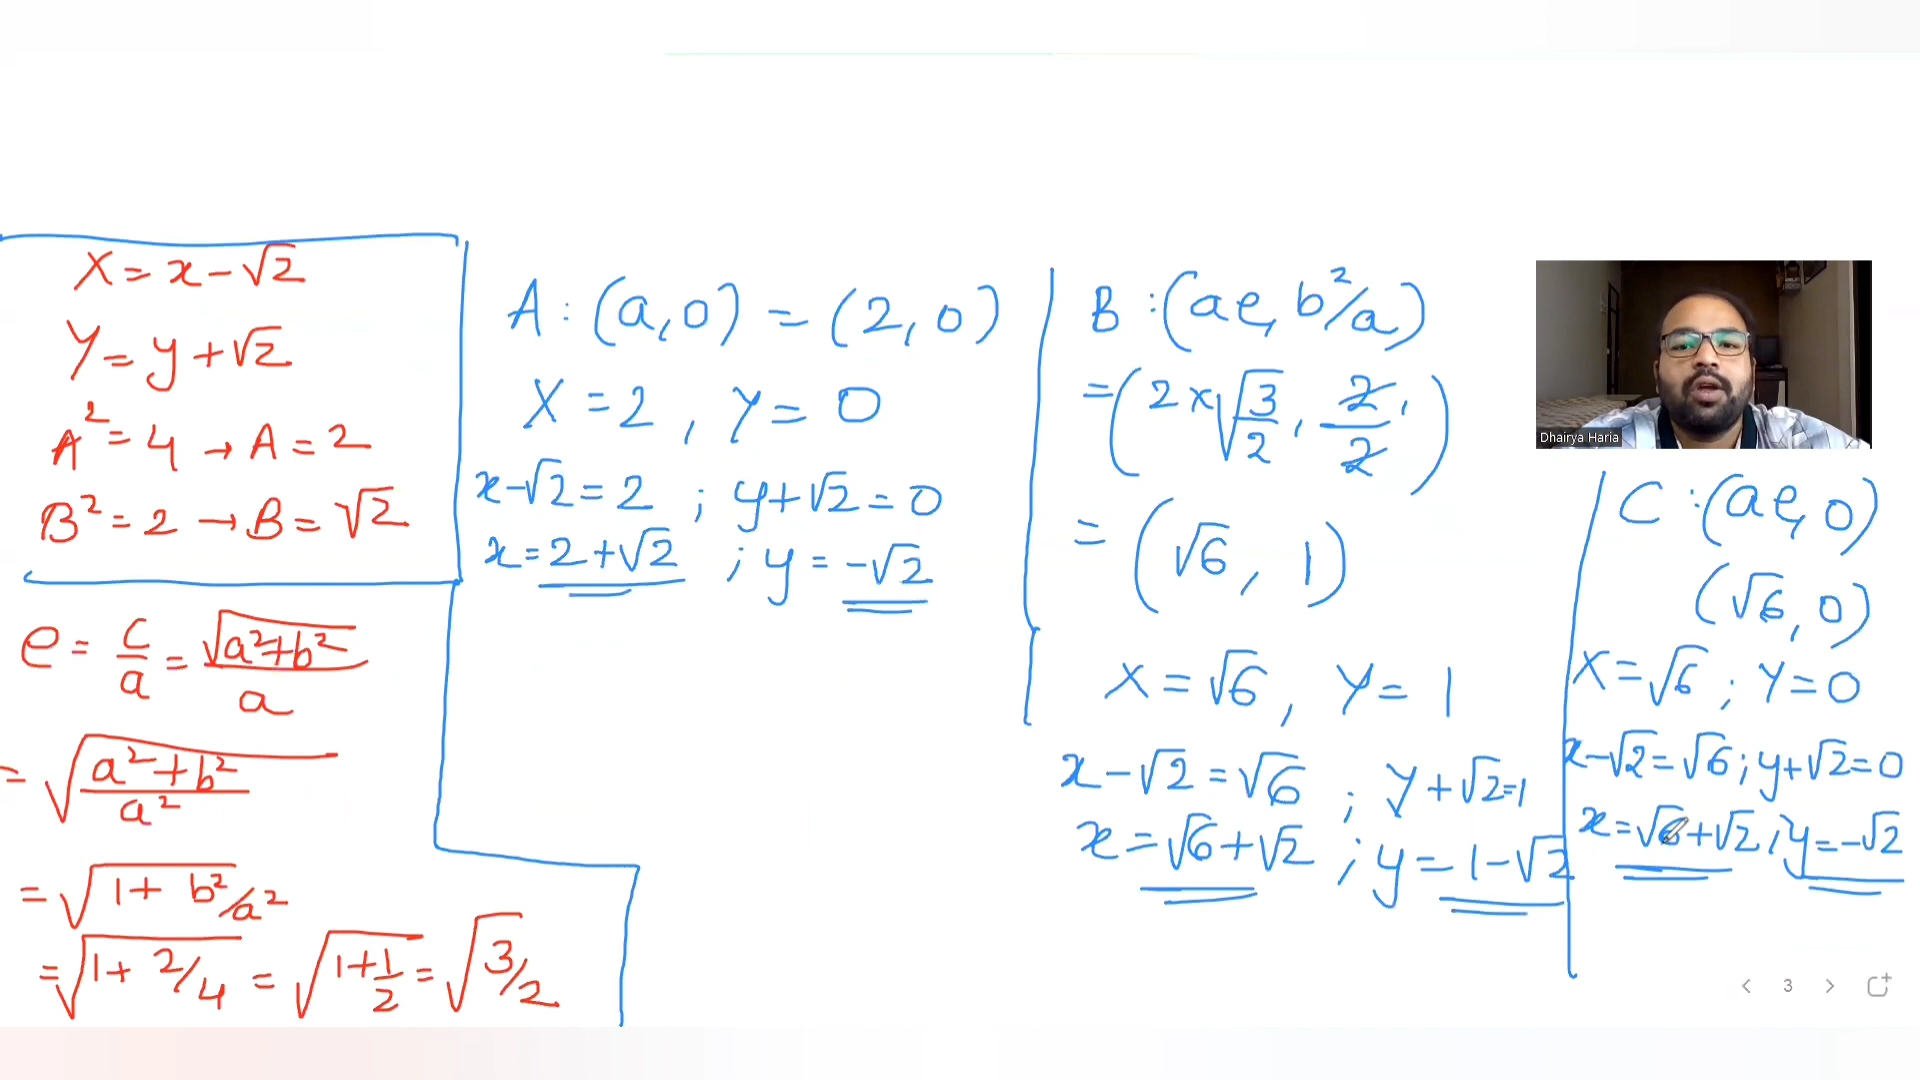 X = x - √2
Y = y + √2
A² = 4 → A = 2
B² = 2 → B = √2
e = c/a = √(a²+b²)/a
= √((a²+b²)/a²)
= √(1 + b²/a²)
= √(1 + 2/4) = √(1+1/2) = √(3/2)
A : (a, 0) = (2, 0)
X = 2 , Y = 0
x-√2 = 2 ; y+√2 = 0
x = 2+√2 ; y = -√2
B : (ae, b²/a)
= (2×√(3/2), 2/2)
= (√6, 1)
X = √6 , Y = 1
x-√2 = √6 ; y+√2=1
x = √6+√2 ; y = 1-√2
Dhairya Haria
C : (ae, 0)
(√6, 0)
X = √6 ; Y = 0
x-√2 = √6 ; y+√2 = 0
x = √6+√2 ; y = -√2
3